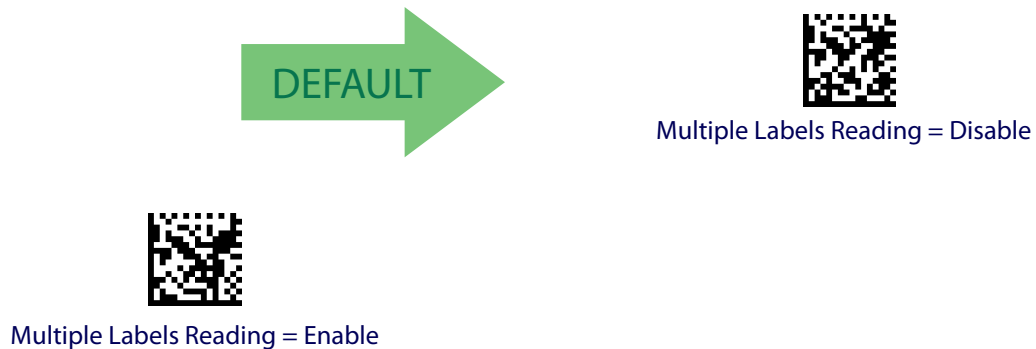 DEFAULT
Multiple Labels Reading = Disable
Multiple Labels Reading = Enable